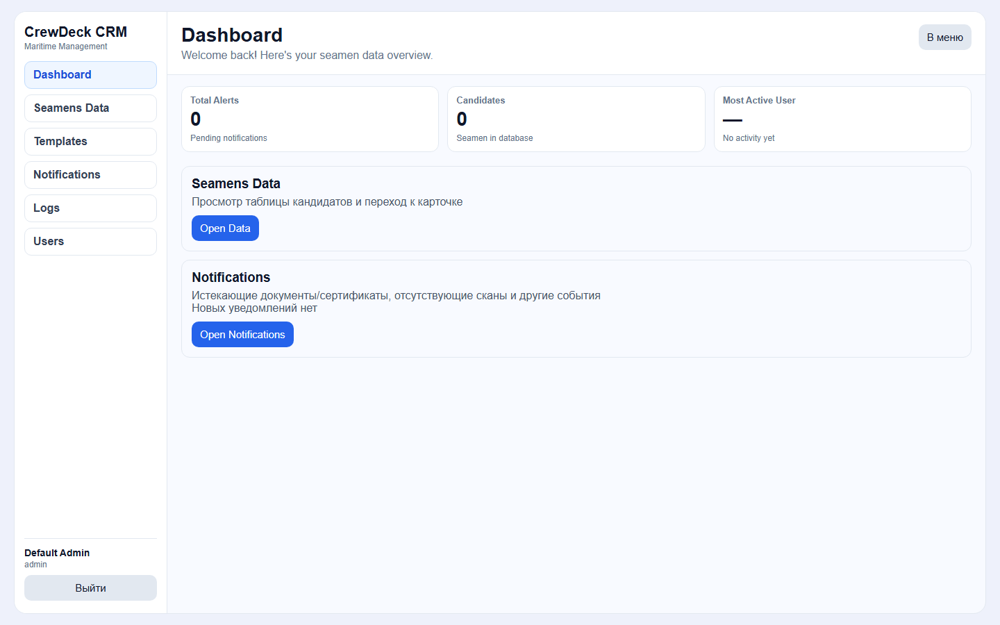 CrewDeck CRM
Maritime Management
Dashboard
Seamens Data
Templates
Notifications
Logs
Users
Default Admin
admin
Выйти
Dashboard
Welcome back! Here's your seamen data overview.
В меню
Total Alerts
0
Pending notifications
Candidates
0
Seamen in database
Most Active User
—
No activity yet
Seamens Data
Просмотр таблицы кандидатов и переход к карточке
Open Data
Notifications
Истекающие документы/сертификаты, отсутствующие сканы и другие события
Новых уведомлений нет
Open Notifications